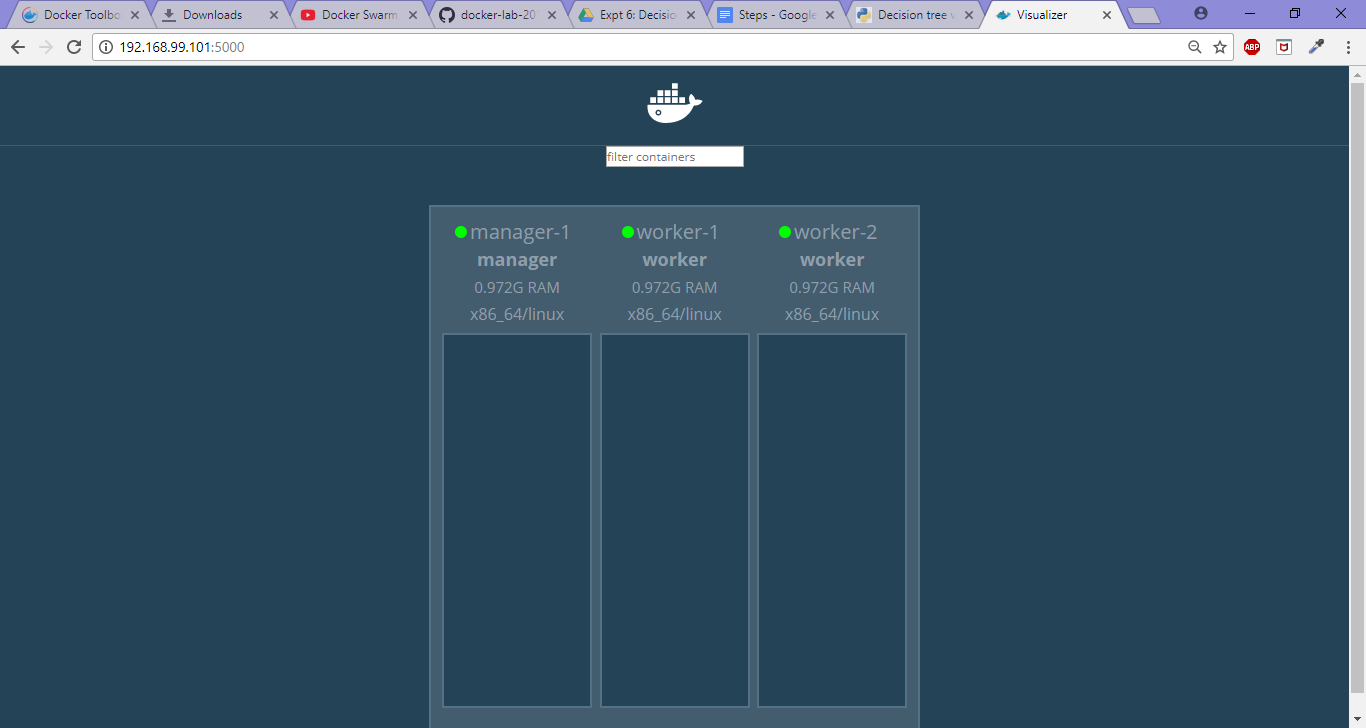 Docker Toolbo
Downloads
Docker Swarm
docker-lab-20
Expt 6: Decisio
Steps - Google
Decision tree w
Visualizer
192.168.99.101:5000
ABP
filter containers
manager-1
manager
0.972G RAM
x86_64/linux
worker-1
worker
0.972G RAM
x86_64/linux
worker-2
worker
0.972G RAM
x86_64/linux